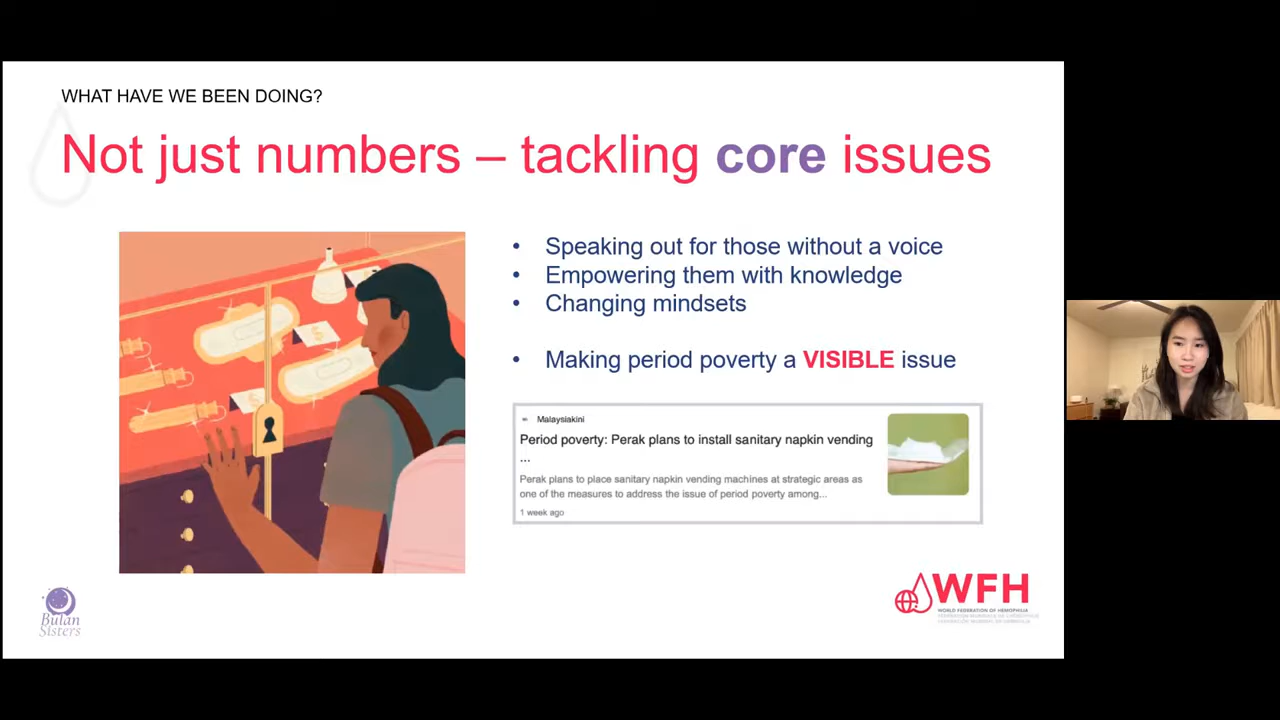 WHAT HAVE WE BEEN DOING?
Not just numbers – tackling core issues
• Speaking out for those without a voice
• Empowering them with knowledge
• Changing mindsets
• Making period poverty a VISIBLE issue
Malaysiakini
Period poverty: Perak plans to install sanitary napkin vending
...
Perak plans to place sanitary napkin vending machines at strategic areas as
one of the measures to address the issue of period poverty among...
1 week ago
Bulan
Sisters
WFH
WORLD FEDERATION OF HEMOPHILIA